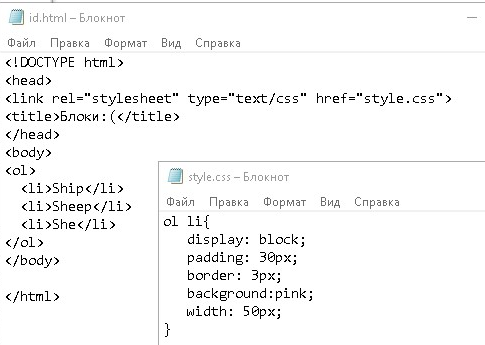 id.html – Блокнот
Файл Правка Формат Вид Справка
<!DOCTYPE html>
<head>
<link rel="stylesheet" type="text/css" href="style.css">
<title>Блоки:(</title>
</head>
<body>
<ol>
<li>Ship</li>
<li>Sheep</li>
<li>She</li>
</ol>
</body>
</html>
style.css – Блокнот
Файл Правка Формат Вид Справка
ol li{
display: block;
padding: 30px;
border: 3px;
background:pink;
width: 50px;
}